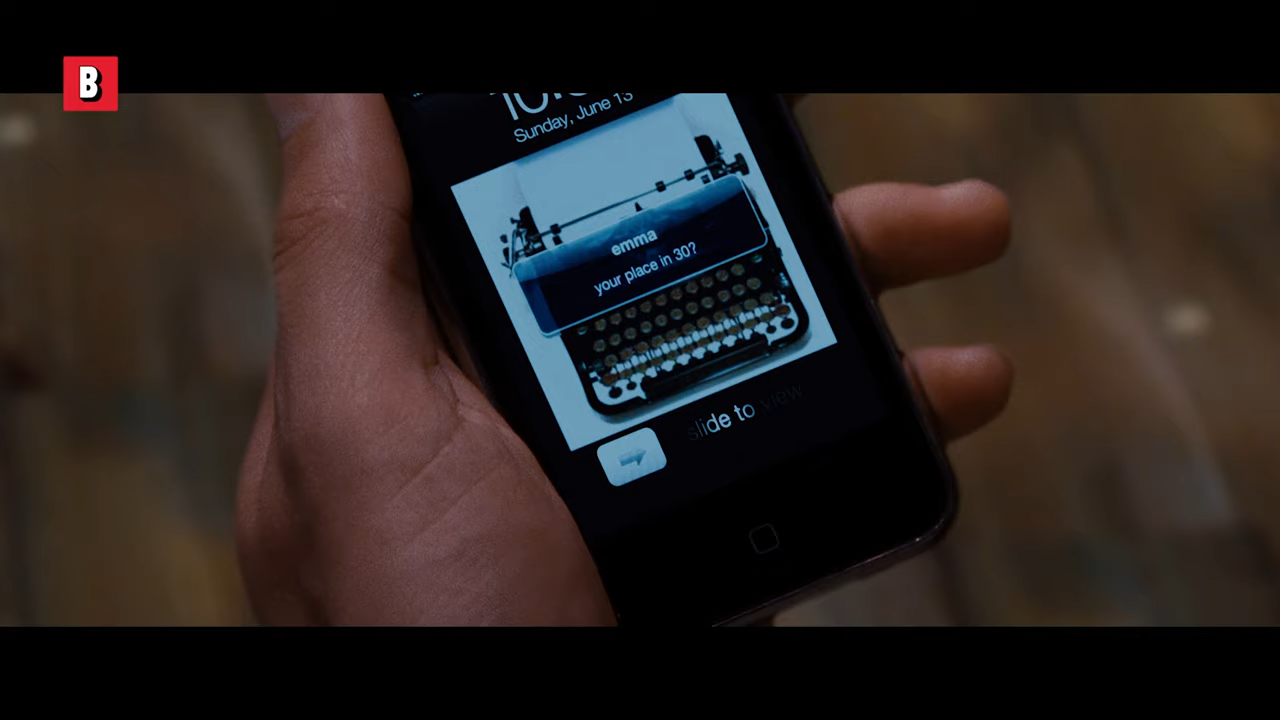 B
Sunday, June 13
emma
your place in 30?
slide to view